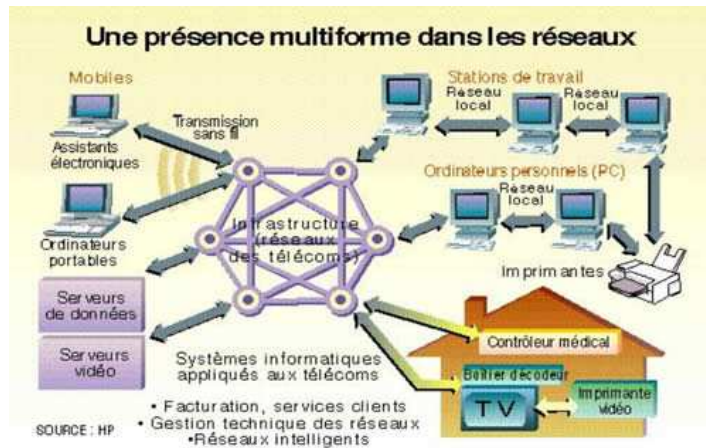 Une présence multiforme dans les réseaux
Mobiles
Transmission
sans fil
Assistants
électroniques
Ordinateurs
portables
Serveurs
de données
Serveurs
vidéo
Infrastructure
(réseaux
des télécoms)
Stations de travail
Réseau
local
Réseau
local
Ordinateurs personnels (PC)
Réseau
local
Imprimantes
Contrôleur médical
Boîtier décodeur
TV
Imprimante
vidéo
Systèmes informatiques
appliqués aux télécoms
• Facturation, services clients
• Gestion technique des réseaux
•Réseaux intelligents
SOURCE : HP